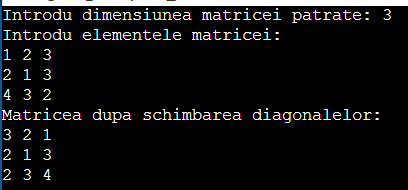 Introdu dimensiunea matricei patrate: 3
Introdu elementele matricei:
1 2 3
2 1 3
4 3 2
Matricea dupa schimbarea diagonalelor:
3 2 1
2 1 3
2 3 4